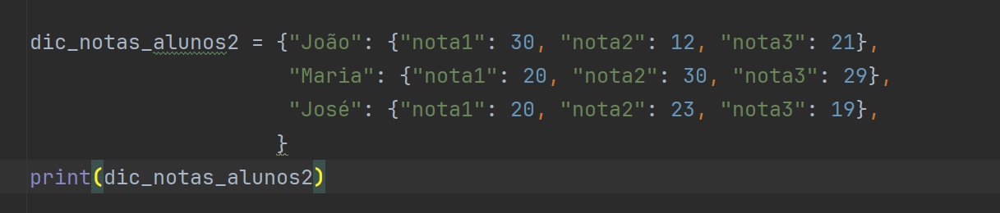 dic_notas_alunos2 = {"João": {"nota1": 30, "nota2": 12, "nota3": 21},
"Maria": {"nota1": 20, "nota2": 30, "nota3": 29},
"José": {"nota1": 20, "nota2": 23, "nota3": 19},
}
print(dic_notas_alunos2)